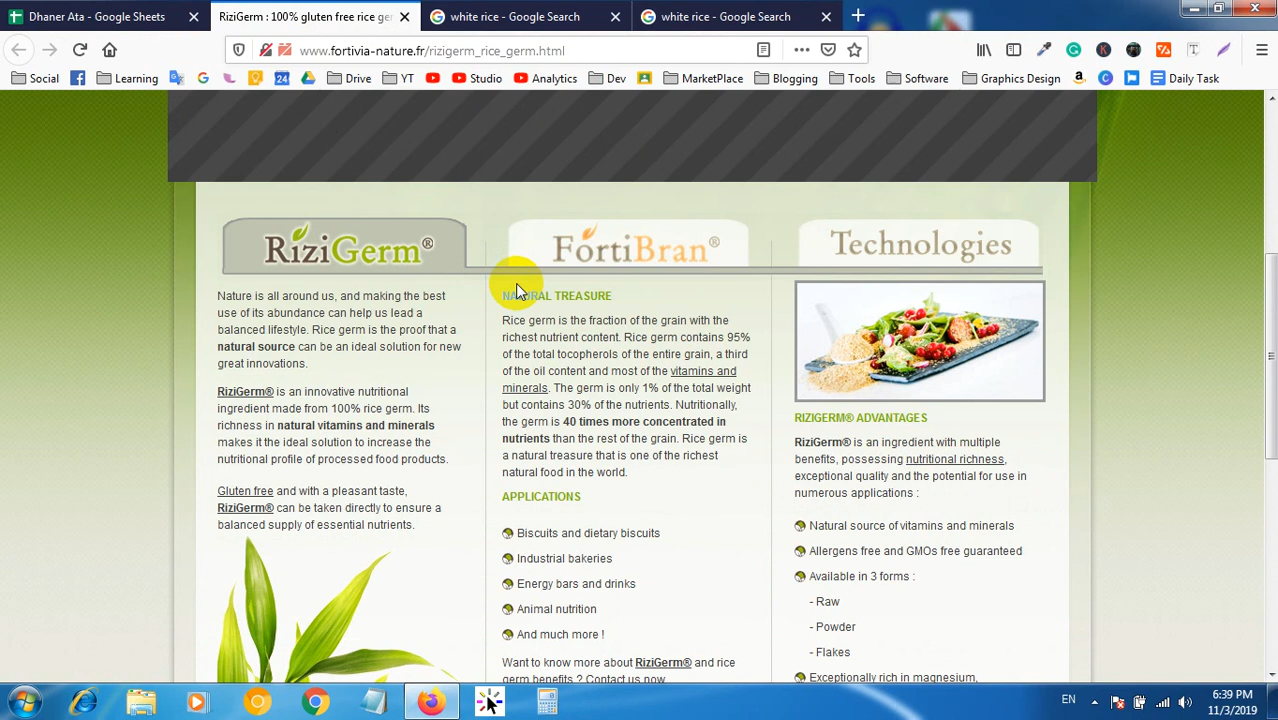 Dhaner Ata - Google Sheets
RiziGerm : 100% gluten free rice ger
white rice - Google Search
white rice - Google Search
www.fortivia-nature.fr/rizigerm_rice_germ.html
Social
Learning
Drive
YT
Studio
Analytics
Dev
MarketPlace
Blogging
Tools
Software
Graphics Design
Daily Task
RiziGerm®
FortiBran®
Technologies
Nature is all around us, and making the best
use of its abundance can help us lead a
balanced lifestyle. Rice germ is the proof that a
natural source can be an ideal solution for new
great innovations.
RiziGerm® is an innovative nutritional
ingredient made from 100% rice germ. Its
richness in natural vitamins and minerals
makes it the ideal solution to increase the
nutritional profile of processed food products.
Gluten free and with a pleasant taste,
RiziGerm® can be taken directly to ensure a
balanced supply of essential nutrients.
NATURAL TREASURE
Rice germ is the fraction of the grain with the
richest nutrient content. Rice germ contains 95%
of the total tocopherols of the entire grain, a third
of the oil content and most of the vitamins and
minerals. The germ is only 1% of the total weight
but contains 30% of the nutrients. Nutritionally,
the germ is 40 times more concentrated in
nutrients than the rest of the grain. Rice germ is
a natural treasure that is one of the richest
natural food in the world.
APPLICATIONS
Biscuits and dietary biscuits
Industrial bakeries
Energy bars and drinks
Animal nutrition
And much more !
Want to know more about RiziGerm® and rice
germ benefits ? Contact us now
RIZIGERM® ADVANTAGES
RiziGerm® is an ingredient with multiple
benefits, possessing nutritional richness,
exceptional quality and the potential for use in
numerous applications :
Natural source of vitamins and minerals
Allergens free and GMOs free guaranteed
Available in 3 forms :
- Raw
- Powder
- Flakes
Exceptionally rich in magnesium,
EN
6:39 PM
11/3/2019